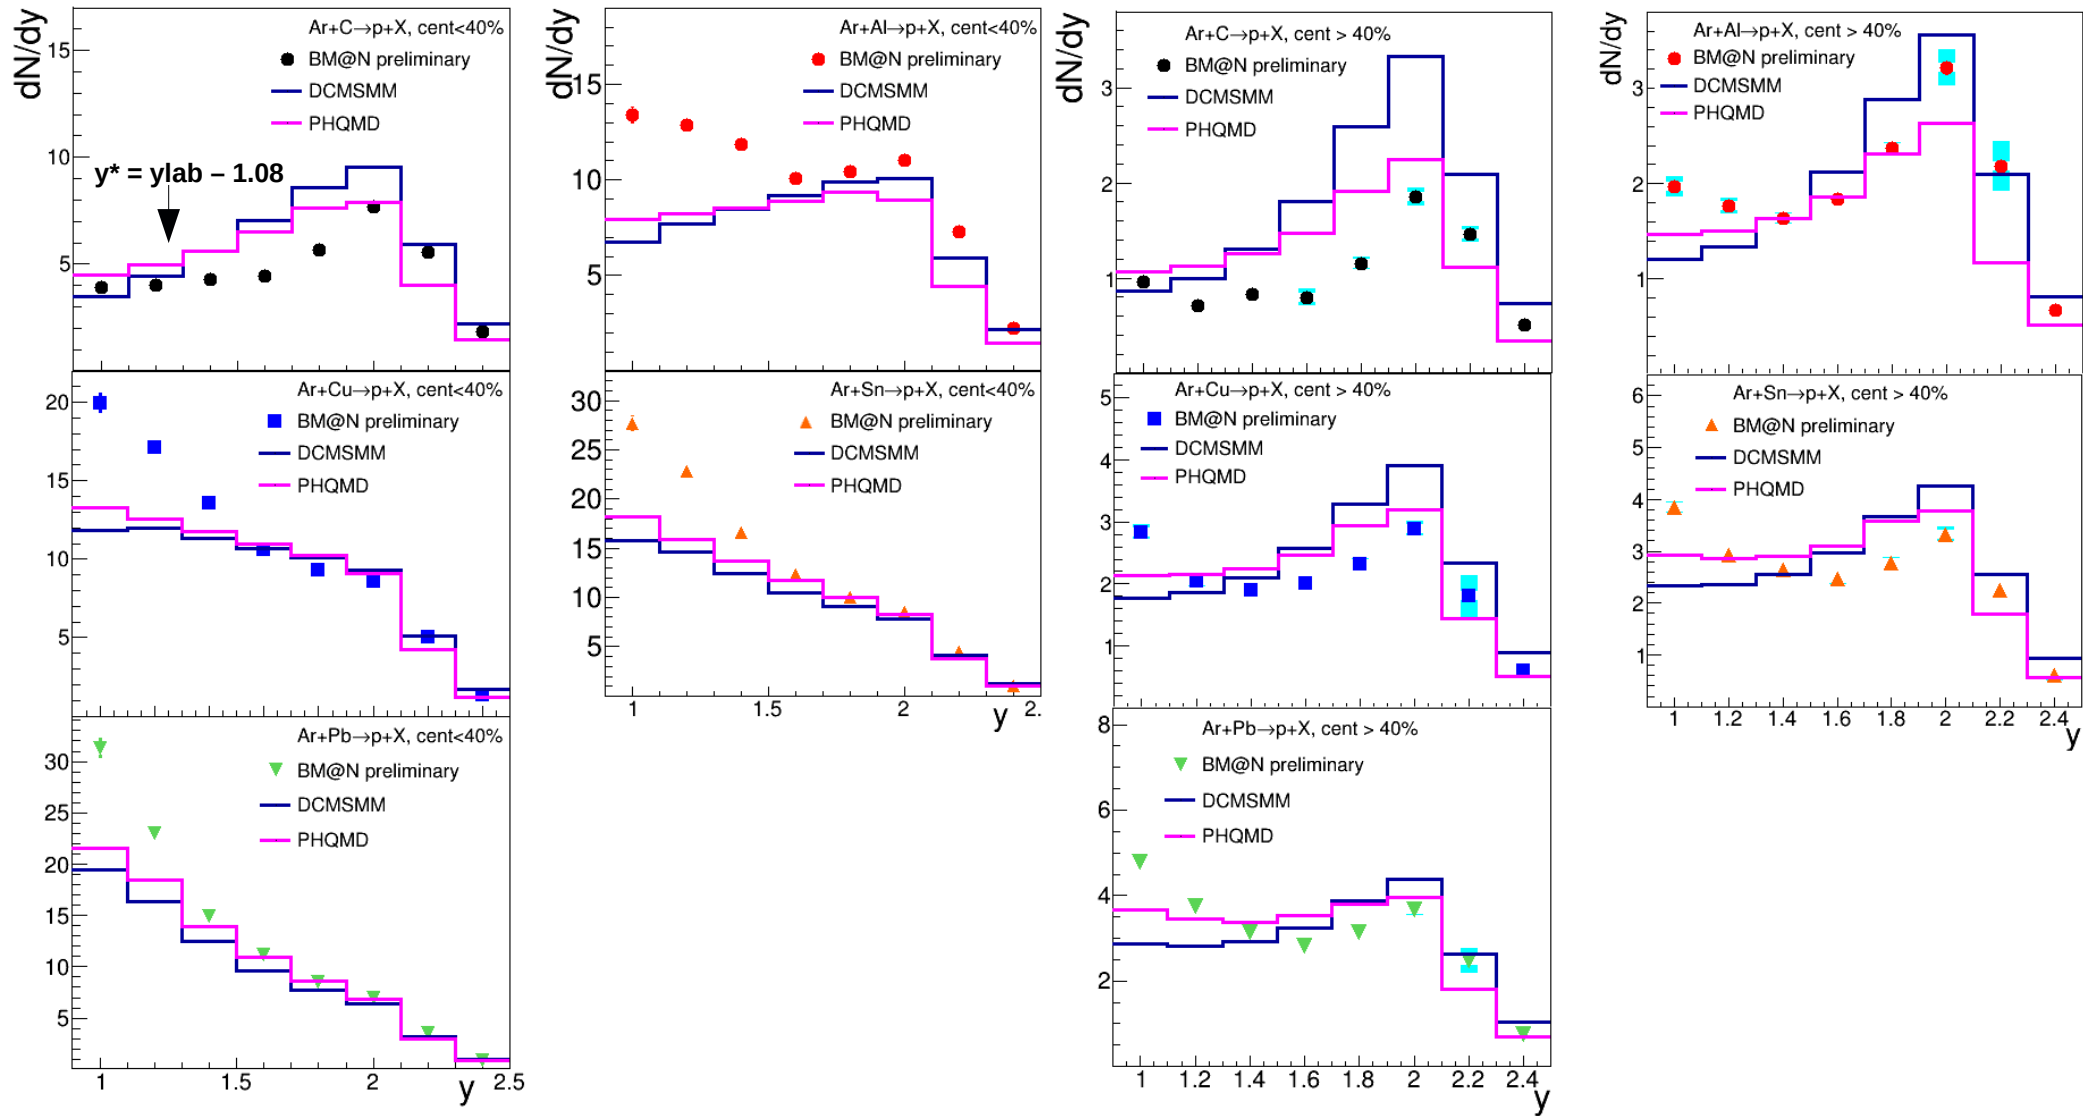 dN/dy
Ar+C→p+X, cent<40%
BM@N preliminary
DCMSMM
PHQMD
y* = ylab – 1.08
15
10
5
dN/dy
Ar+Al→p+X, cent<40%
BM@N preliminary
DCMSMM
PHQMD
15
10
5
dN/dy
Ar+C→p+X, cent > 40%
BM@N preliminary
DCMSMM
PHQMD
3
2
1
dN/dy
Ar+Al→p+X, cent > 40%
BM@N preliminary
DCMSMM
PHQMD
3
2
1
Ar+Cu→p+X, cent<40%
BM@N preliminary
DCMSMM
PHQMD
20
15
10
5
Ar+Sn→p+X, cent<40%
BM@N preliminary
DCMSMM
PHQMD
30
25
20
15
10
5
1 1.5 2 2.
y
Ar+Cu→p+X, cent > 40%
BM@N preliminary
DCMSMM
PHQMD
5
4
3
2
1
Ar+Sn→p+X, cent > 40%
BM@N preliminary
DCMSMM
PHQMD
6
5
4
3
2
1
1 1.2 1.4 1.6 1.8 2 2.2 2.4
y
Ar+Pb→p+X, cent<40%
BM@N preliminary
DCMSMM
PHQMD
30
25
20
15
10
5
1 1.5 2 2.5
y
Ar+Pb→p+X, cent > 40%
BM@N preliminary
DCMSMM
PHQMD
8
6
4
2
1 1.2 1.4 1.6 1.8 2 2.2 2.4
y